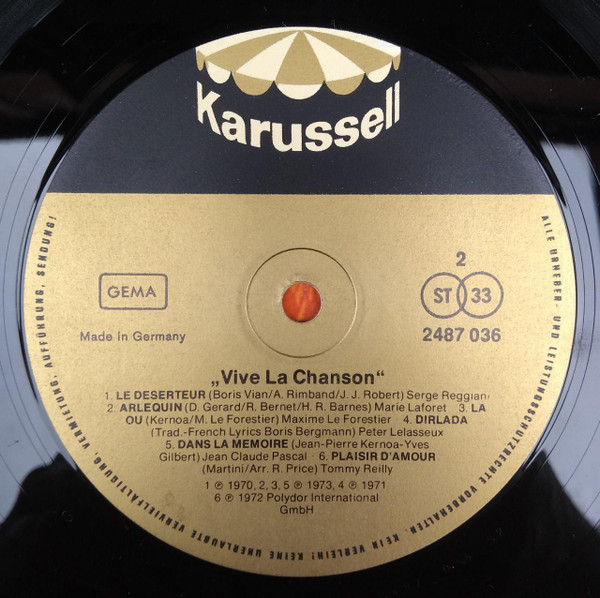 Karussell
GEMA
Made in Germany
2
ST 33
2487 036
„Vive La Chanson“
1. LE DESERTEUR (Boris Vian/A. Rimband/J. J. Robert) Serge Reggiani
2. ARLEQUIN (D. Gerard/R. Bernet/H. R. Barnes) Marie Laforet · 3. LA
OU (Kernoa/M. Le Forestier) Maxime Le Forestier · 4. DIRLADA
(Trad.-French Lyrics Boris Bergmann) Peter Lelasseux
5. DANS LA MEMOIRE (Jean-Pierre Kernoa-Yves
Gilbert) Jean Claude Pascal · 6. PLAISIR D'AMOUR
(Martini/Arr. R. Price) Tommy Reilly
1 ℗ 1970, 2, 3, 5 ℗ 1973, 4 ℗ 1971
6 ℗ 1972 Polydor International
GmbH
ALLE URHEBER- UND LEISTUNGSSCHUTZRECHTE VORBEHALTEN. KEIN VERLEIH! KEINE UNERLAUBTE VERVIELFÄLTIGUNG, VERMIETUNG, AUFFÜHRUNG, SENDUNG!